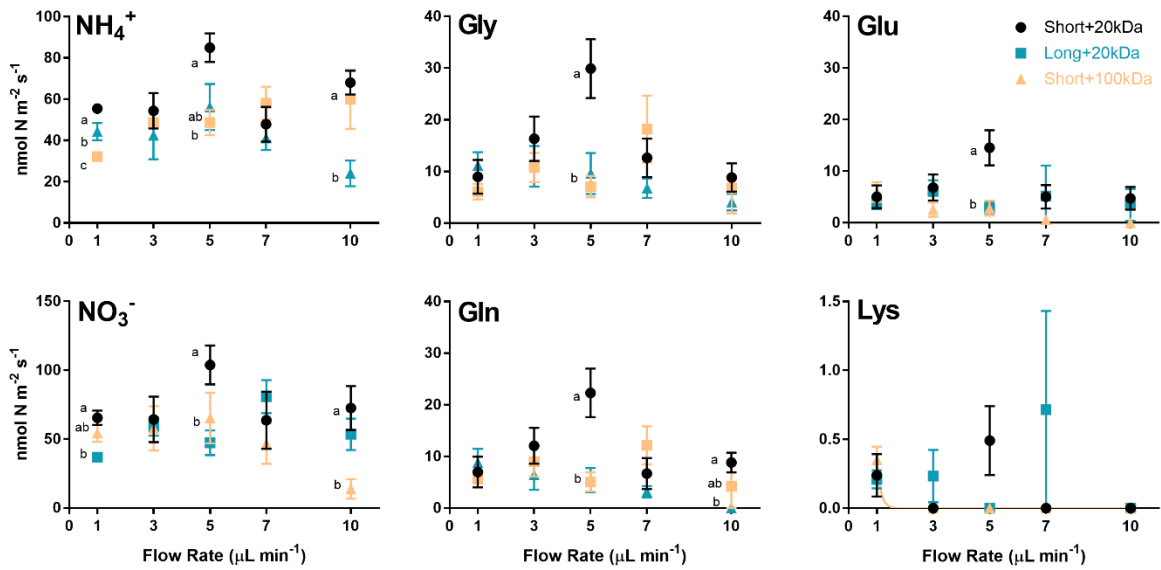 NH₄⁺
nmol N m⁻² s⁻¹
100
80
60
40
20
0
0 1 3 5 7 10
a
b
c
a
ab
b
a
b
Gly
40
30
20
10
0
0 1 3 5 7 10
a
b
Glu
40
30
20
10
0
0 1 3 5 7 10
a
b
Short+20kDa
Long+20kDa
Short+100kDa
NO₃⁻
nmol N m⁻² s⁻¹
150
100
50
0
0 1 3 5 7 10
Flow Rate (µL min⁻¹)
a
ab
b
a
b
a
b
Gln
40
30
20
10
0
0 1 3 5 7 10
Flow Rate (µL min⁻¹)
a
b
a
ab
b
Lys
1.5
1.0
0.5
0.0
0 1 3 5 7 10
Flow Rate (µL min⁻¹)